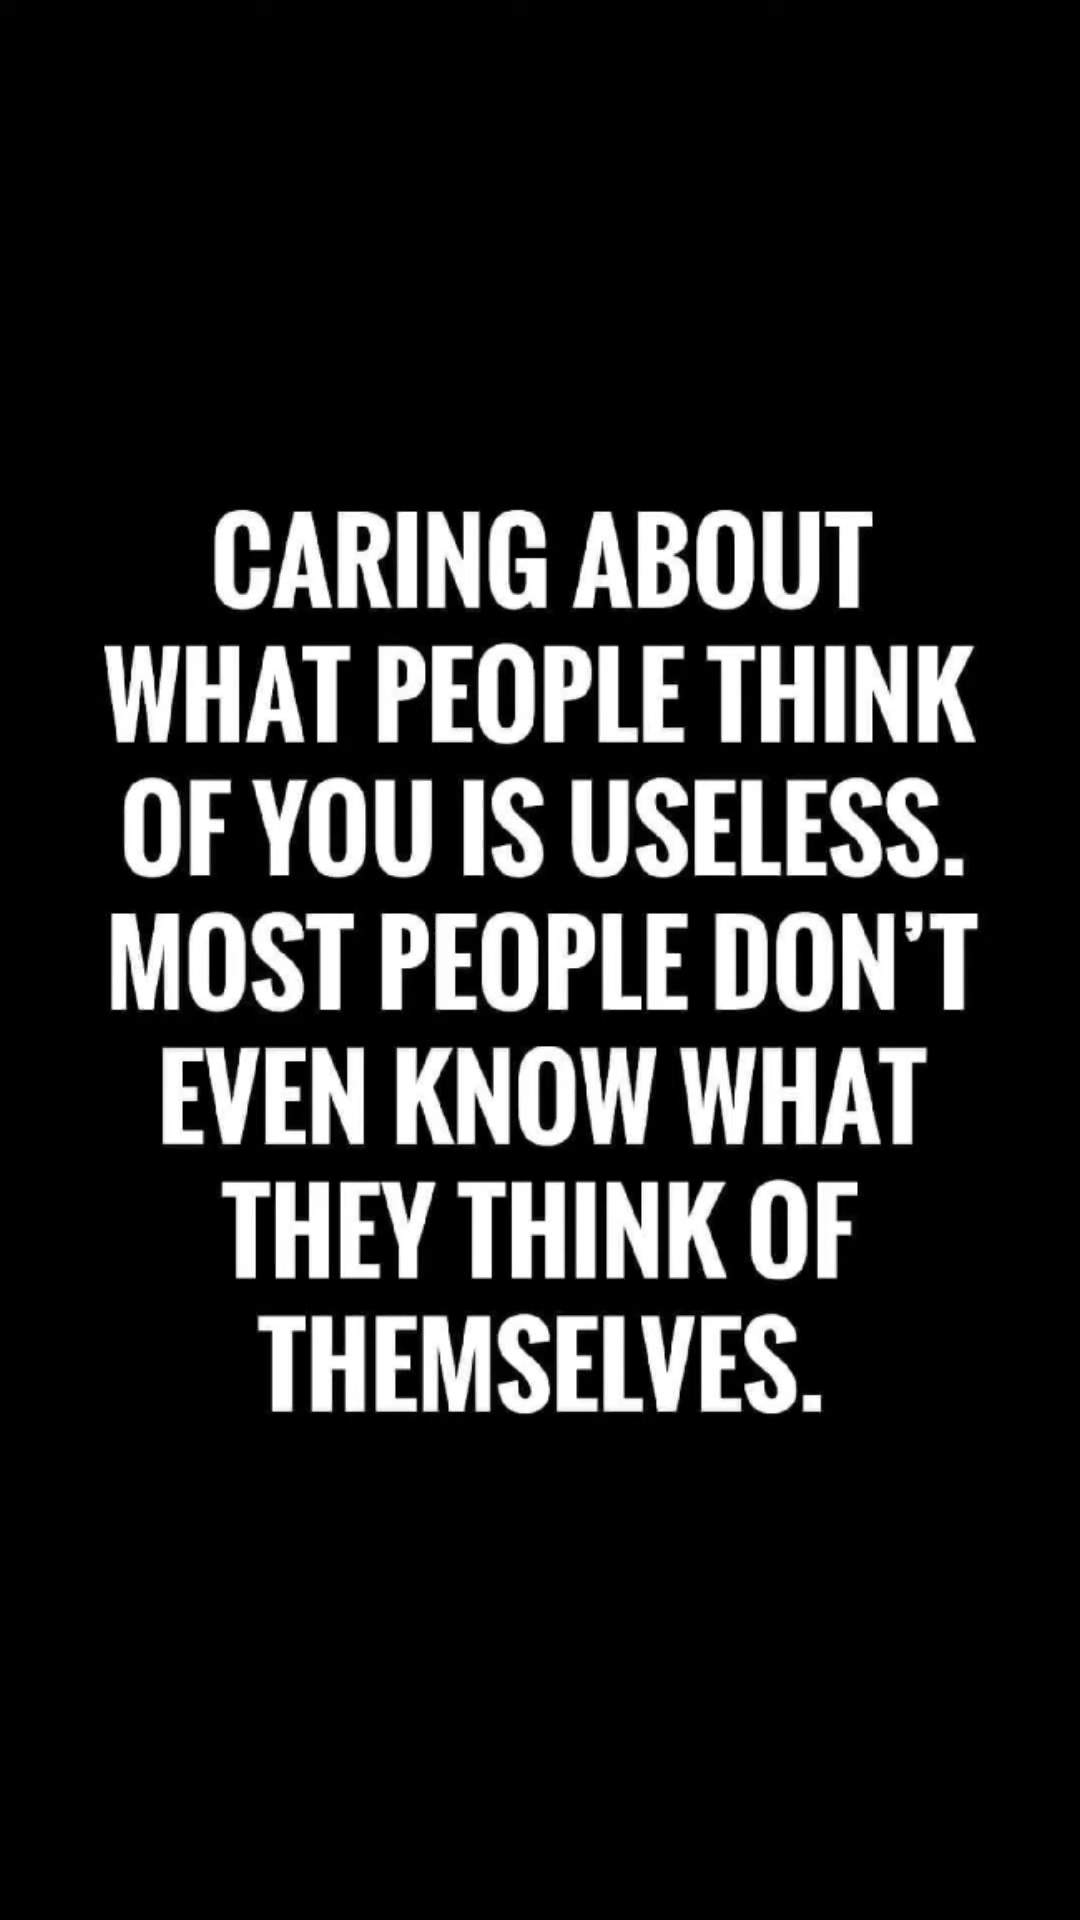 CARING ABOUT
WHAT PEOPLE THINK
OF YOU IS USELESS.
MOST PEOPLE DON’T
EVEN KNOW WHAT
THEY THINK OF
THEMSELVES.